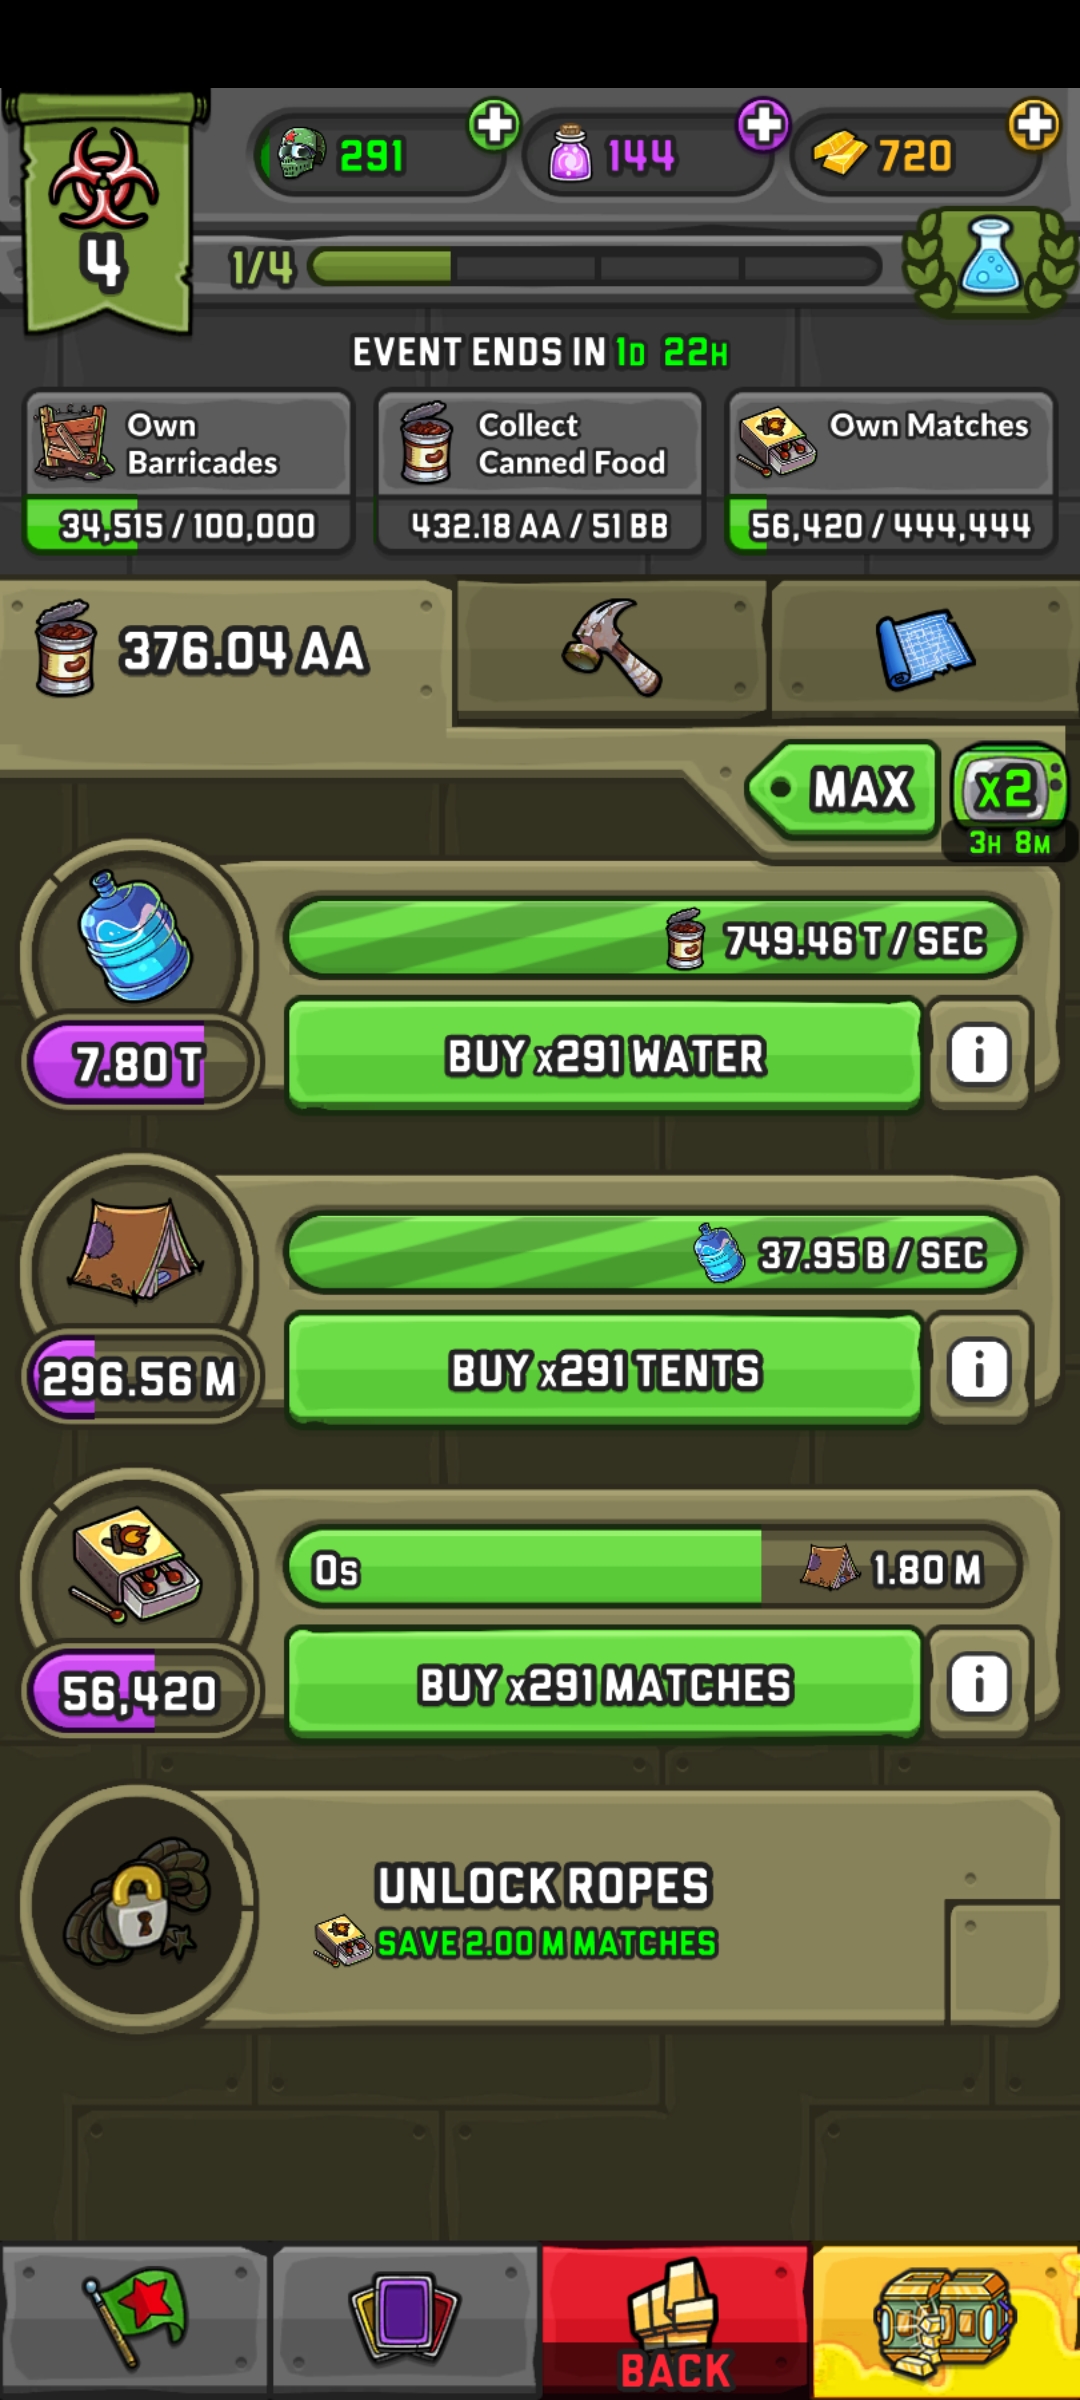 4
291
144
720
1/4
EVENT ENDS IN 1D 22H
Own
Barricades
34,515 / 100,000
Collect
Canned Food
432.18 AA / 51 BB
Own Matches
56,420 / 444,444
376.04 AA
MAX
x2
3H 8M
749.46 T / SEC
7.80 T
BUY x291 WATER
i
37.95 B / SEC
296.56 M
BUY x291 TENTS
i
0s
1.80 M
56,420
BUY x291 MATCHES
i
UNLOCK ROPES
SAVE 2.00 M MATCHES
BACK